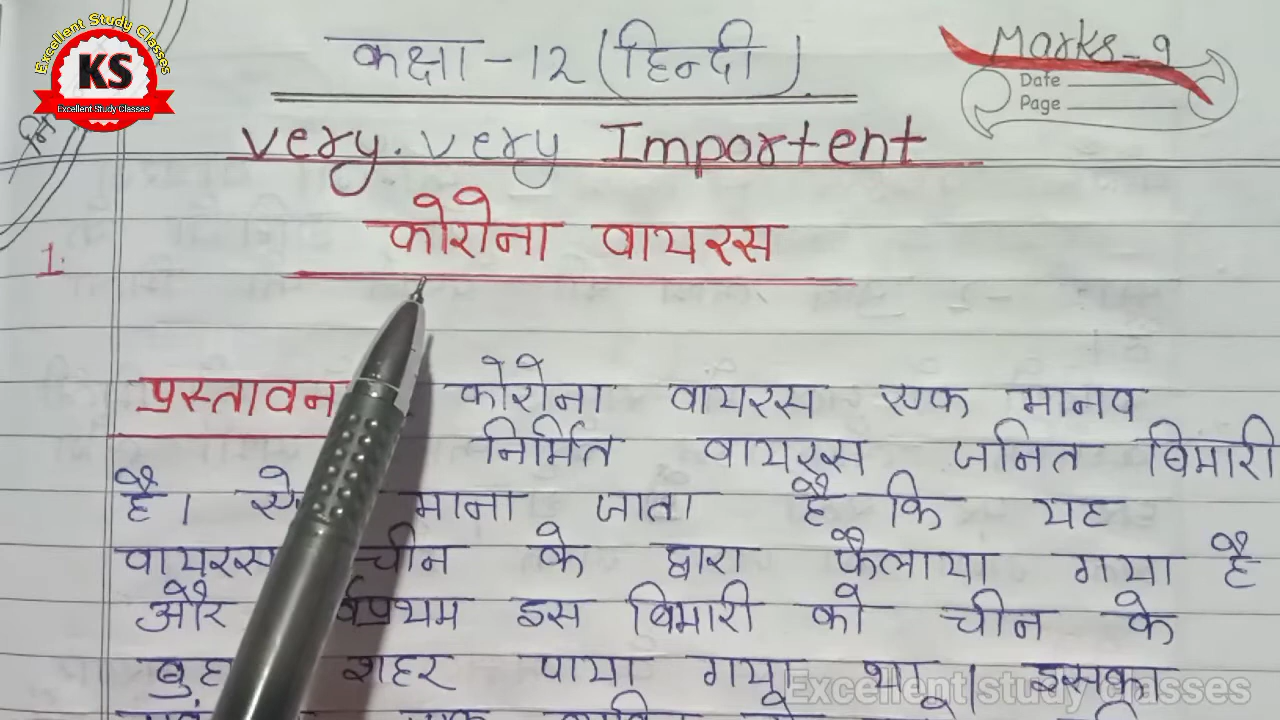 Excellent Study Classes
KS
Excellent Study Classes
कक्षा - 12 (हिन्दी)
Marks - 9
Date
Page
very. very Importent
कोरोना वायरस
1.
प्रस्तावन कोरोना वायरस एक मानव
निर्मित वायरस जनित बिमारी
है। माना जाता है कि यह
वायरस चीन के द्वारा फैलाया गया है
और इस बिमारी को चीन के
शहर पाया गया था। इसका
Excellent study Classes